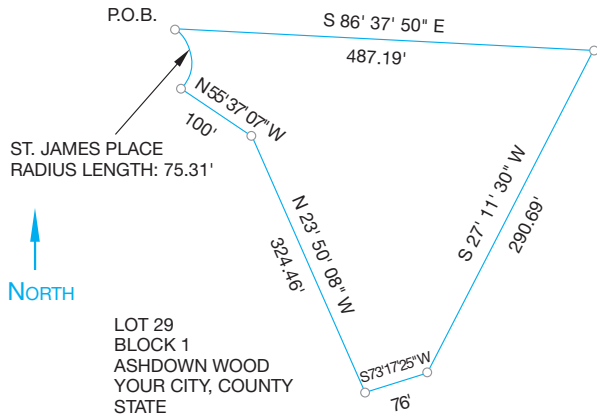 P.O.B.
S 86' 37' 50" E
487.19'
N55'37'07"W
100'
ST. JAMES PLACE
RADIUS LENGTH: 75.31'
S 27' 11' 30" W
290.69'
N 23' 50' 08" W
324.46'
NORTH
LOT 29
BLOCK 1
ASHDOWN WOOD
YOUR CITY, COUNTY
STATE
S73'17'25"W
76'